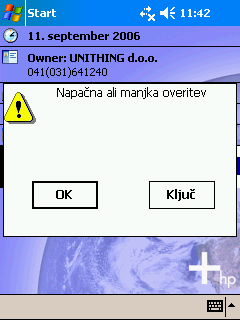 Start 11:42
11. september 2006
Owner: UNITHING d.o.o.
041(031)641240
Napačna ali manjka overitev
OK Ključ
hp